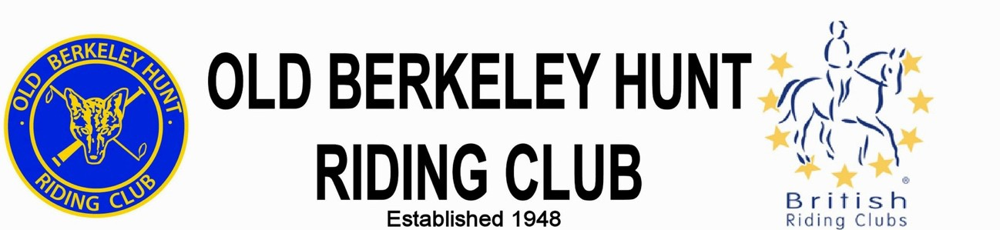 OLD BERKELEY HUNT
RIDING CLUB
OLD BERKELEY HUNT
RIDING CLUB
Established 1948
®
British
Riding Clubs